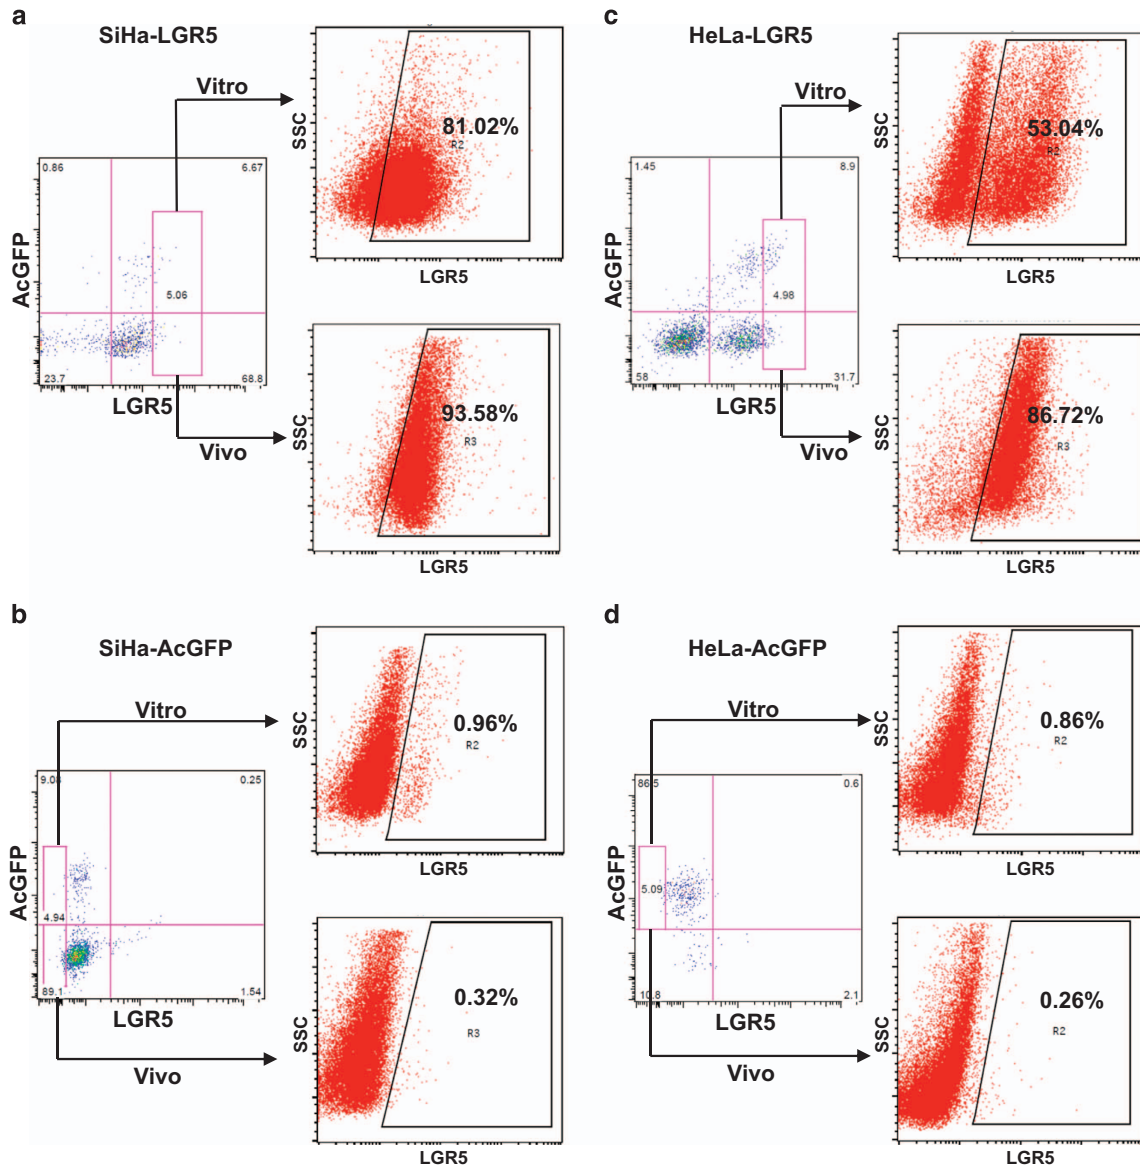 a
SiHa-LGR5
Vitro
0.86
6.67
5.06
23.7
68.8
AcGFP
LGR5
Vivo
SSC
81.02%
R2
LGR5
SSC
93.58%
R3
LGR5
c
HeLa-LGR5
Vitro
1.45
8.9
4.98
58
31.7
AcGFP
LGR5
Vivo
SSC
53.04%
R2
LGR5
SSC
86.72%
R3
LGR5
b
SiHa-AcGFP
Vitro
0.25
4.94
89.1
1.54
AcGFP
LGR5
Vivo
SSC
0.96%
R2
LGR5
SSC
0.32%
R3
LGR5
d
HeLa-AcGFP
Vitro
86.5
0.6
5.09
10.8
2.1
AcGFP
LGR5
Vivo
SSC
0.86%
R2
LGR5
SSC
0.26%
R2
LGR5